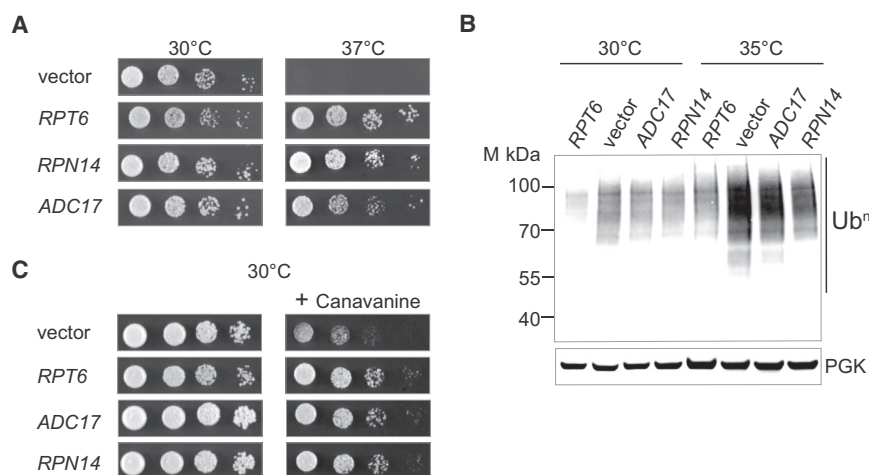 A
30°C 37°C
vector
RPT6
RPN14
ADC17
B
30°C 35°C
RPT6 vector ADC17 RPN14 RPT6 vector ADC17 RPN14
M kDa
100
70
55
40
Ubⁿ
PGK
C
30°C
+ Canavanine
vector
RPT6
ADC17
RPN14